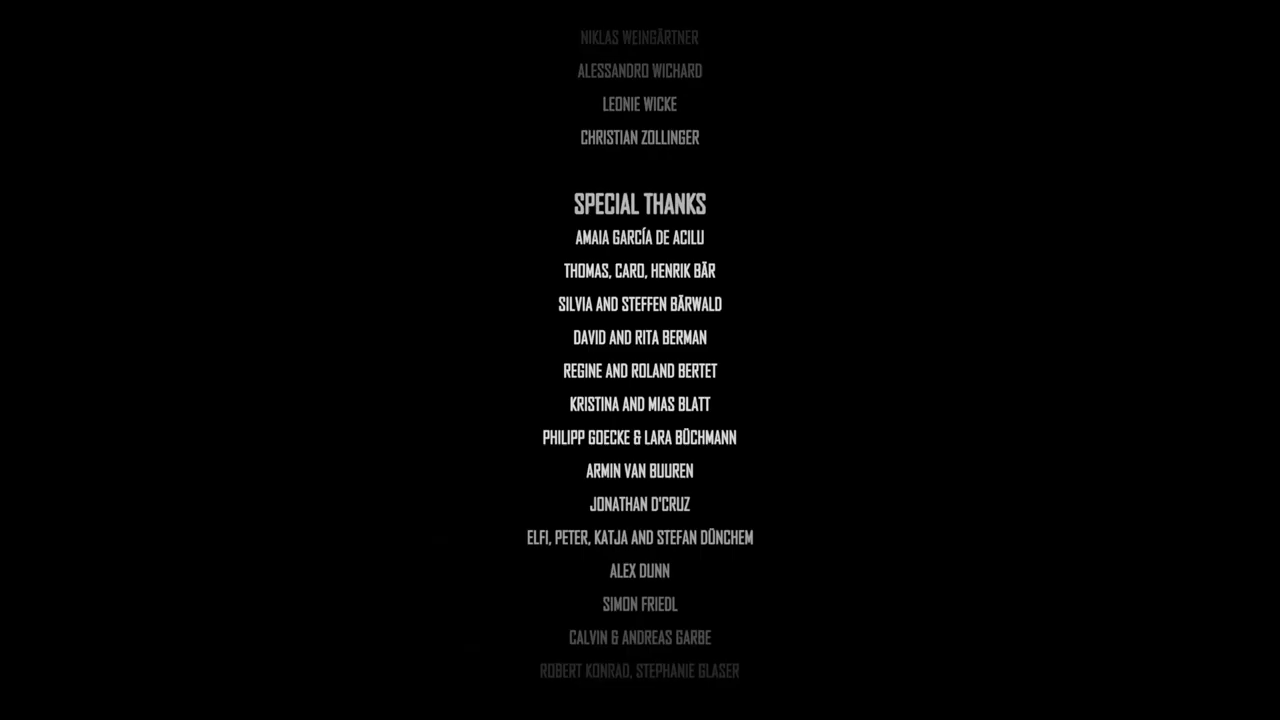 NIKLAS WEINGÄRTNER
ALESSANDRO WICHARD
LEONIE WICKE
CHRISTIAN ZOLLINGER
SPECIAL THANKS
AMAIA GARCÍA DE ACILU
THOMAS, CARO, HENRIK BÄR
SILVIA AND STEFFEN BÄRWALD
DAVID AND RITA BERMAN
REGINE AND ROLAND BERTET
KRISTINA AND MIAS BLATT
PHILIPP GOECKE & LARA BÜCHMANN
ARMIN VAN BUUREN
JONATHAN D'CRUZ
ELFI, PETER, KATJA AND STEFAN DÜNCHEM
ALEX DUNN
SIMON FRIEDL
CALVIN & ANDREAS GARBE
ROBERT KONRAD, STEPHANIE GLASER